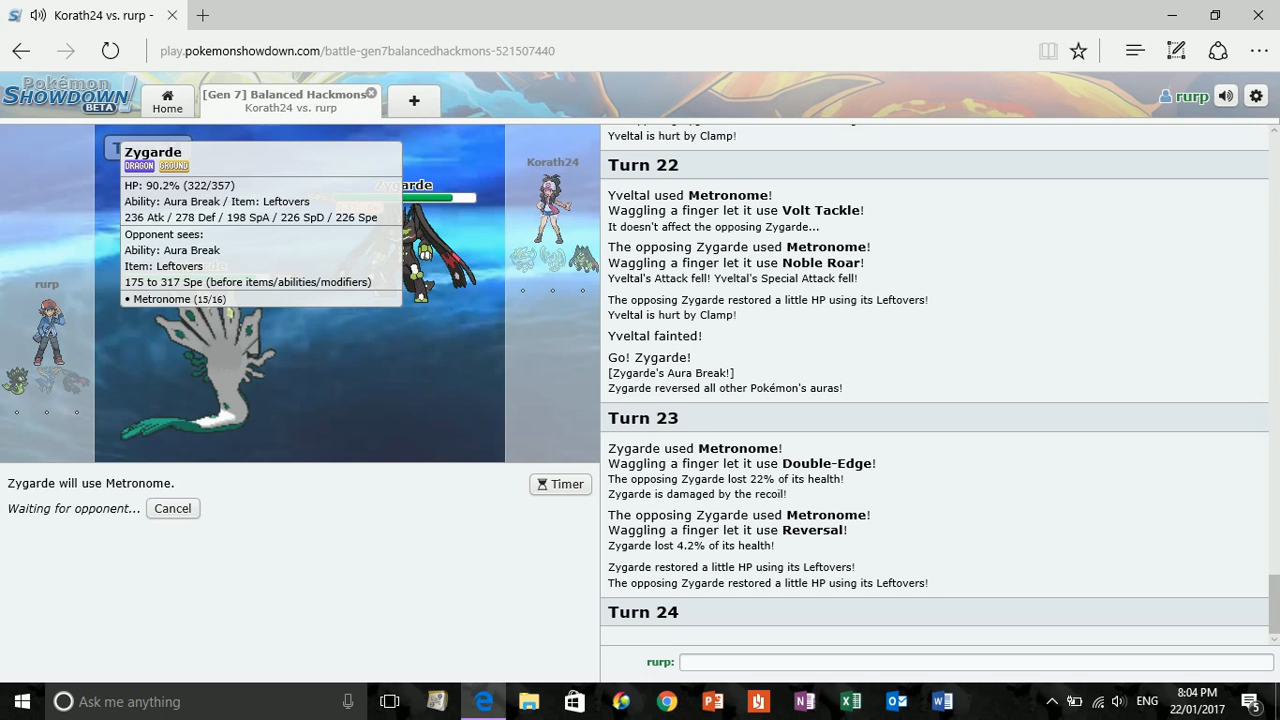 Korath24 vs. rurp -
play.pokemonshowdown.com/battle-gen7balancedhackmons-521507440
Pokémon
Showdown
BETA
Home
[Gen 7] Balanced Hackmons
Korath24 vs. rurp
rurp
Zygarde
DRAGON GROUND
HP: 90.2% (322/357)
Ability: Aura Break / Item: Leftovers
236 Atk / 278 Def / 198 SpA / 226 SpD / 226 Spe
Opponent sees:
Ability: Aura Break
Item: Leftovers
175 to 317 Spe (before items/abilities/modifiers)
• Metronome (15/16)
Korath24
rurp
Zygarde will use Metronome.
Timer
Waiting for opponent... Cancel
Yveltal is hurt by Clamp!
Turn 22
Yveltal used Metronome!
Waggling a finger let it use Volt Tackle!
It doesn't affect the opposing Zygarde...
The opposing Zygarde used Metronome!
Waggling a finger let it use Noble Roar!
Yveltal's Attack fell! Yveltal's Special Attack fell!
The opposing Zygarde restored a little HP using its Leftovers!
Yveltal is hurt by Clamp!
Yveltal fainted!
Go! Zygarde!
[Zygarde's Aura Break!]
Zygarde reversed all other Pokémon's auras!
Turn 23
Zygarde used Metronome!
Waggling a finger let it use Double-Edge!
The opposing Zygarde lost 22% of its health!
Zygarde is damaged by the recoil!
The opposing Zygarde used Metronome!
Waggling a finger let it use Reversal!
Zygarde lost 4.2% of its health!
Zygarde restored a little HP using its Leftovers!
The opposing Zygarde restored a little HP using its Leftovers!
Turn 24
rurp:
Ask me anything
ENG
8:04 PM
22/01/2017
5